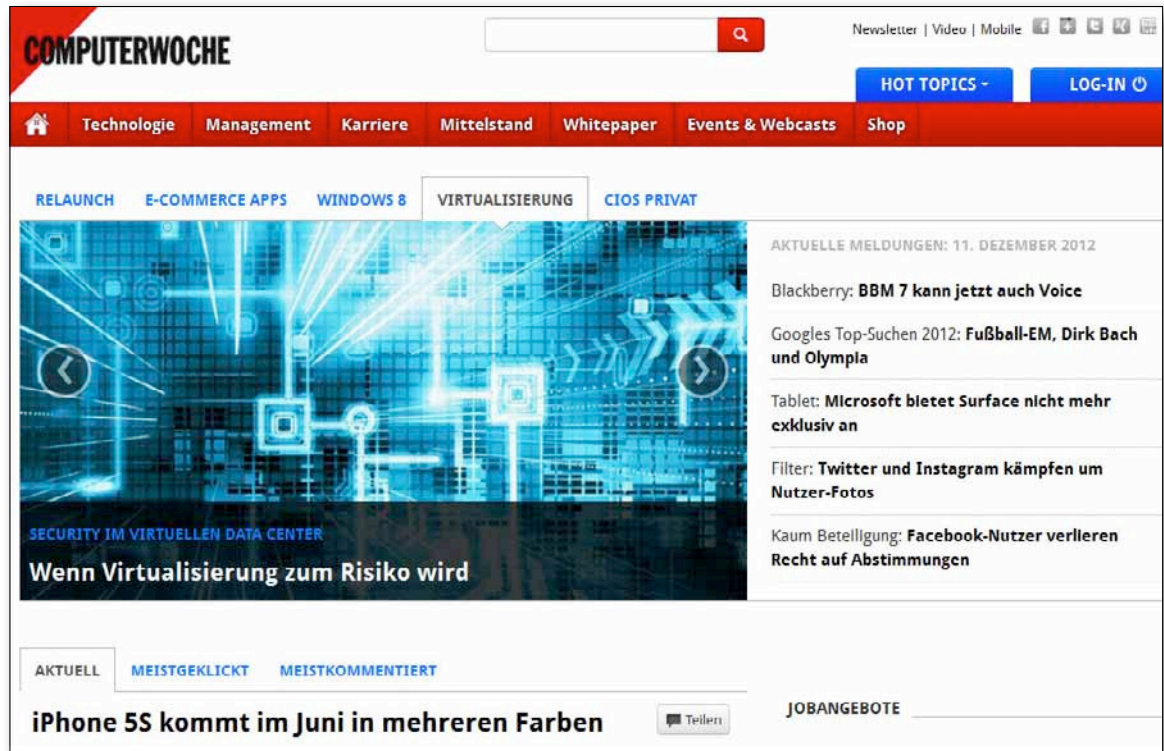 COMPUTERWOCHE
Newsletter | Video | Mobile
HOT TOPICS
LOG-IN
Technologie Management Karriere Mittelstand Whitepaper Events & Webcasts Shop
RELAUNCH E-COMMERCE APPS WINDOWS 8 VIRTUALISIERUNG CIOS PRIVAT
AKTUELLE MELDUNGEN: 11. DEZEMBER 2012
Blackberry: BBM 7 kann jetzt auch Voice
Googles Top-Suchen 2012: Fußball-EM, Dirk Bach
und Olympia
Tablet: Microsoft bietet Surface nicht mehr
exklusiv an
Filter: Twitter und Instagram kämpfen um
Nutzer-Fotos
Kaum Beteiligung: Facebook-Nutzer verlieren
Recht auf Abstimmungen
SECURITY IM VIRTUELLEN DATA CENTER
Wenn Virtualisierung zum Risiko wird
AKTUELL MEISTGEKLICKT MEISTKOMMENTIERT
iPhone 5S kommt im Juni in mehreren Farben
Teilen
JOBANGEBOTE